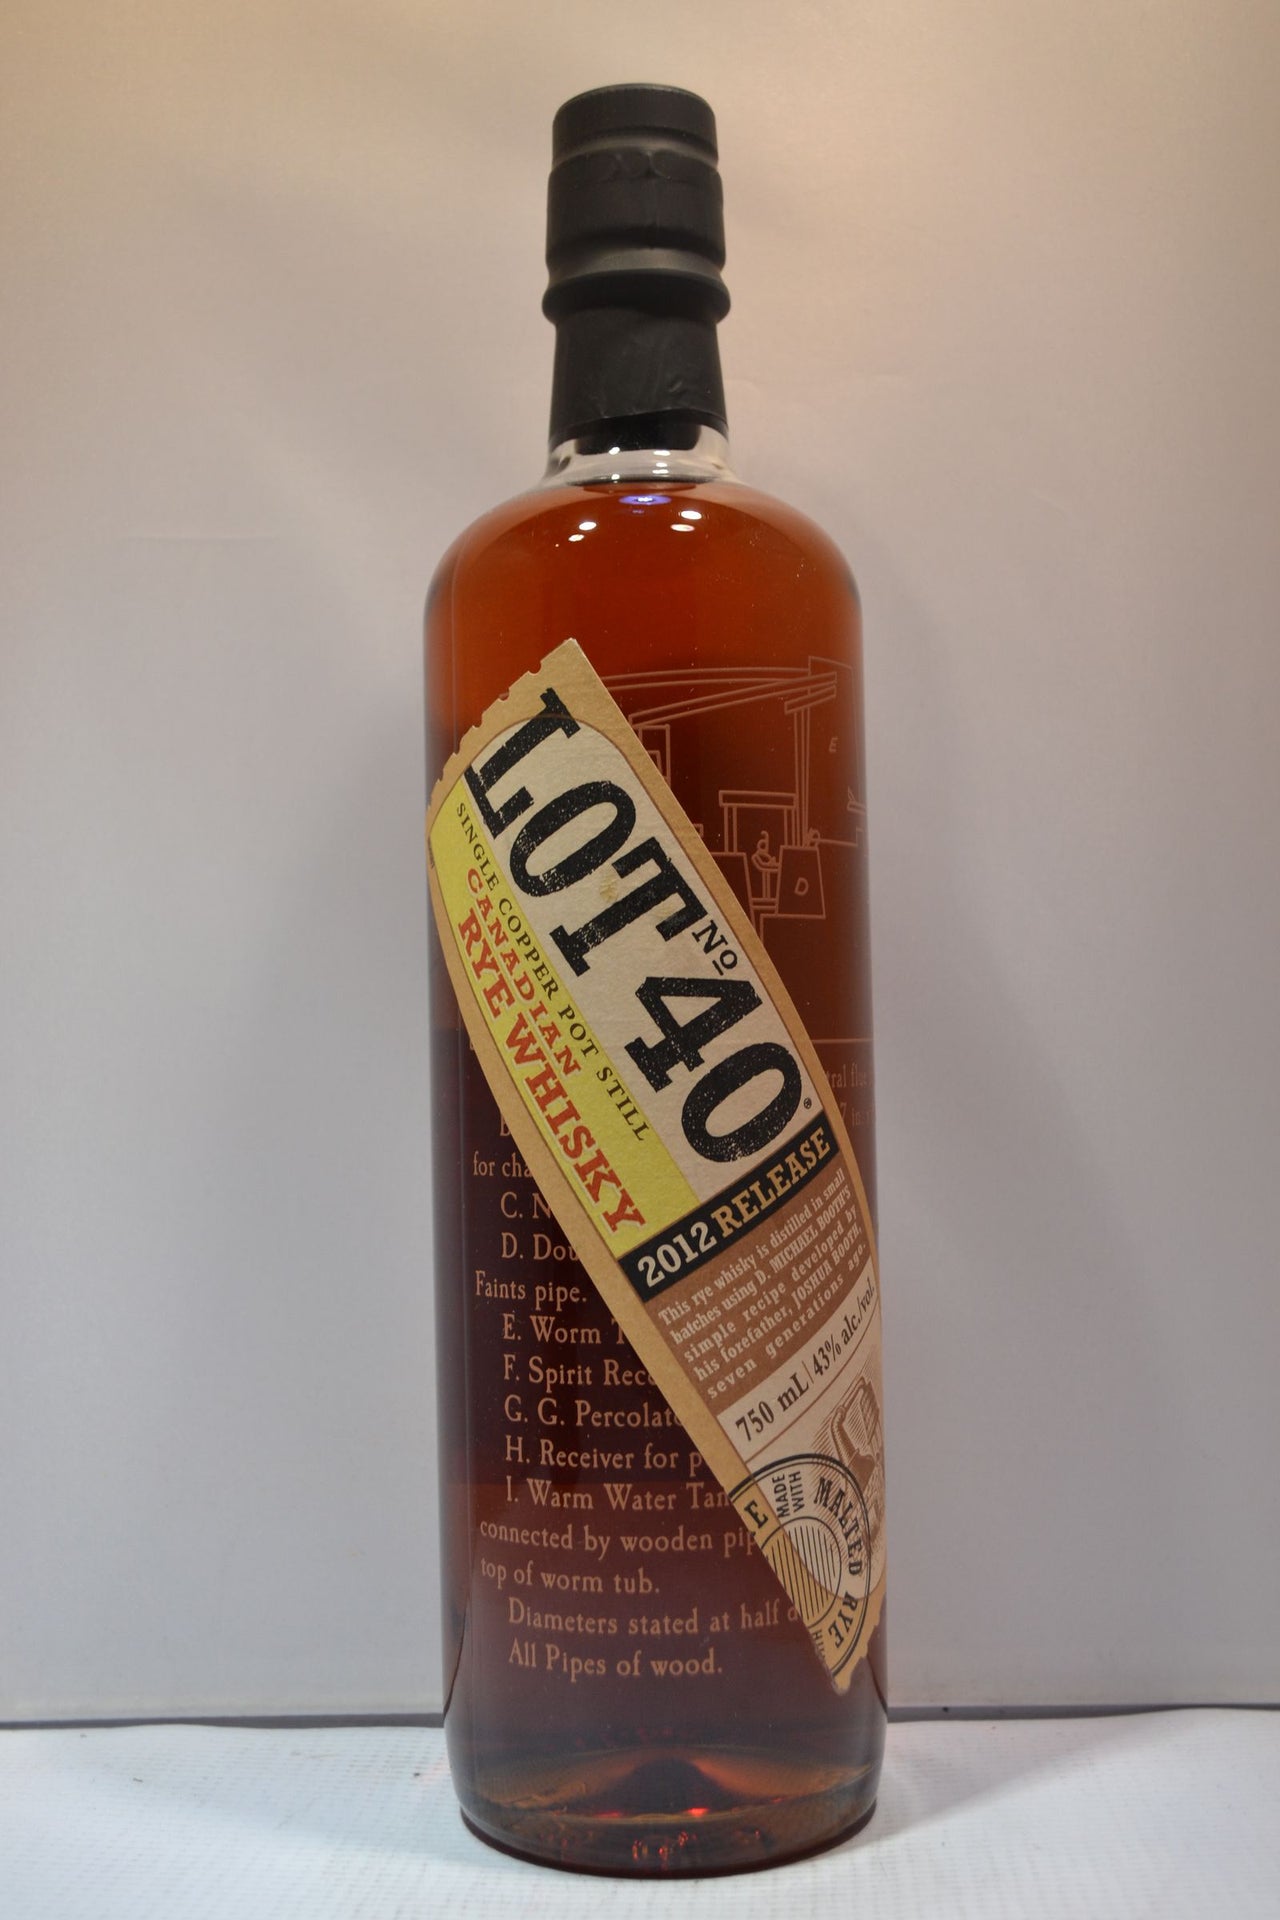 LOT
No
40
SINGLE COPPER POT STILL
CANADIAN
RYE WHISKY
2012 RELEASE
This rye whisky is distilled in small
batches using D. MICHAEL BOOTH'S
simple recipe developed by
his forefather, JOSHUA BOOTH,
seven generations ago.
750 mL | 43% alc./vol.
MADE
WITH
MALTED RYE
E
E
a
D
for cha
C. N
D. Dou
Faints pipe.
E. Worm T
F. Spirit Rece
G. G. Percolato
H. Receiver for p
I. Warm Water Tan
connected by wooden pip
top of worm tub.
Diameters stated at half d
All Pipes of wood.